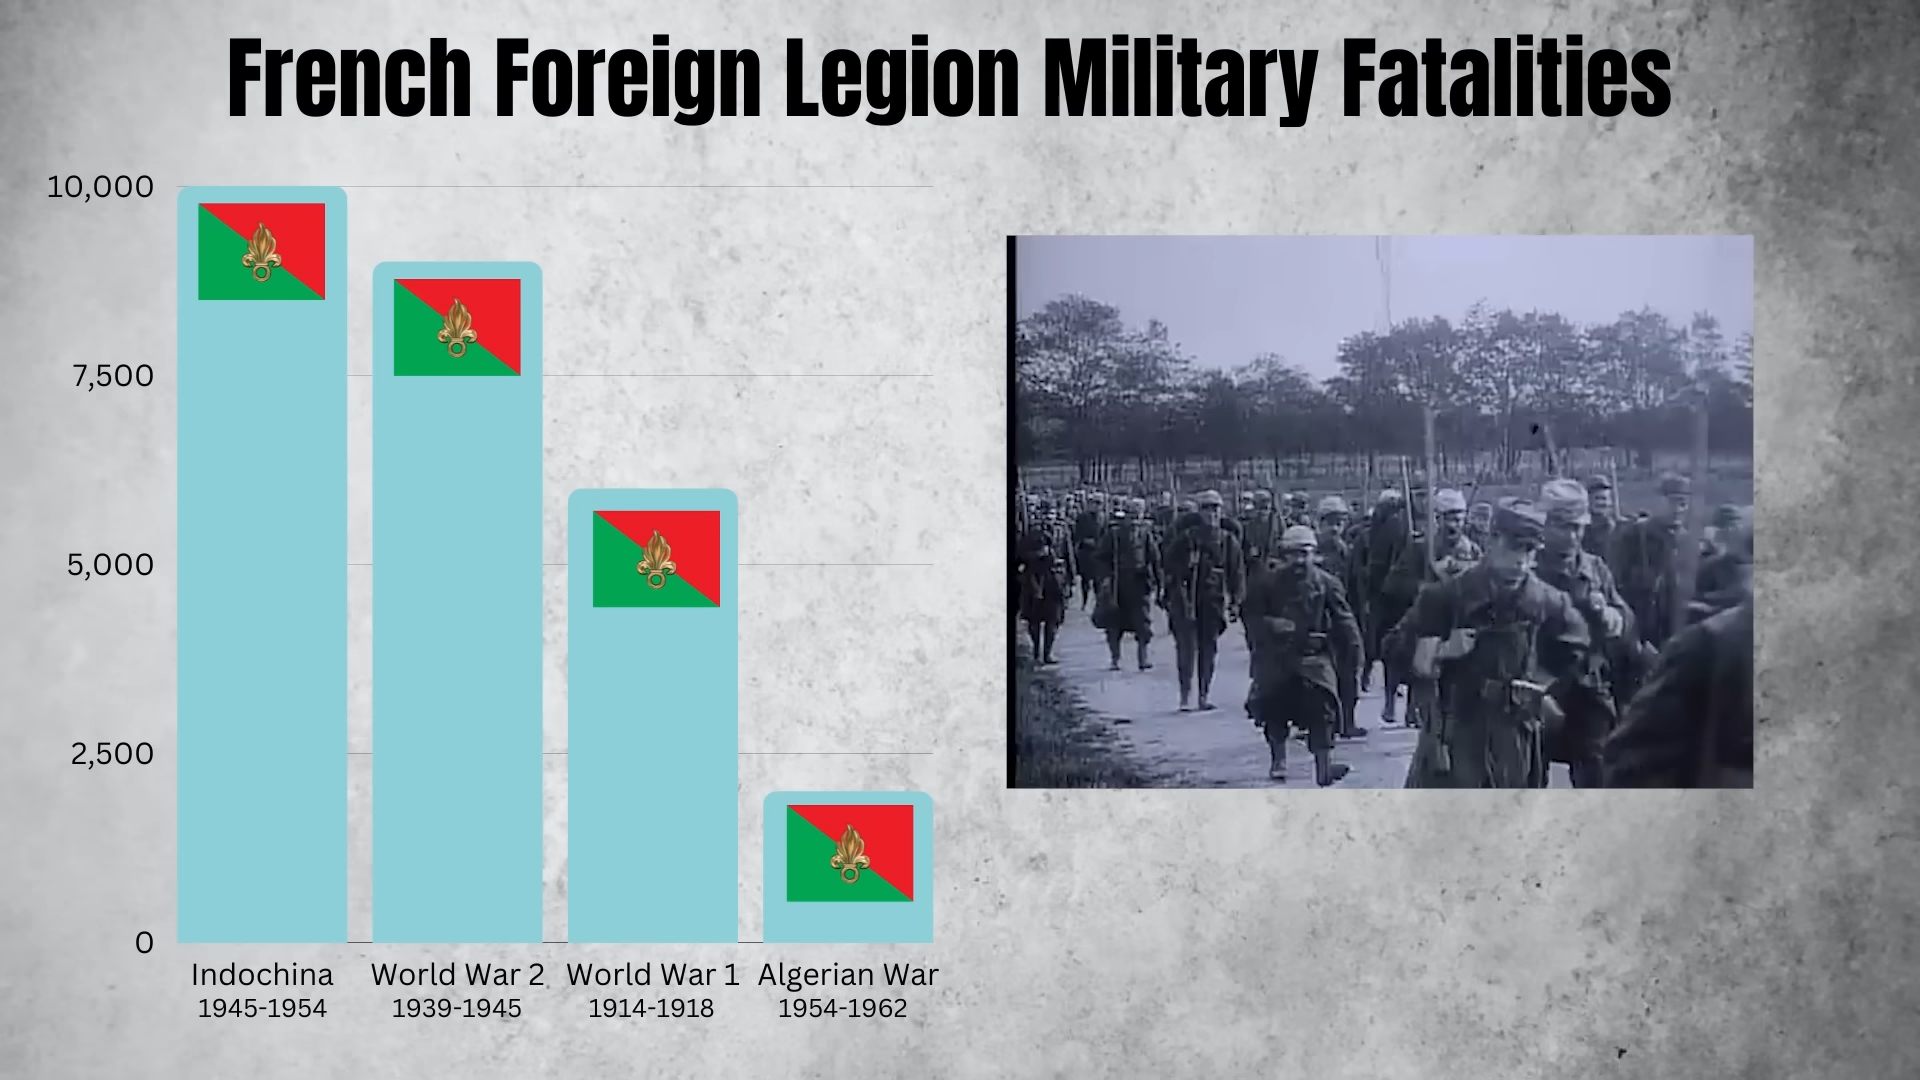 French Foreign Legion Military Fatalities
10,000
7,500
5,000
2,500
0
Indochina
1945-1954
World War 2
1939-1945
World War 1
1914-1918
Algerian War
1954-1962